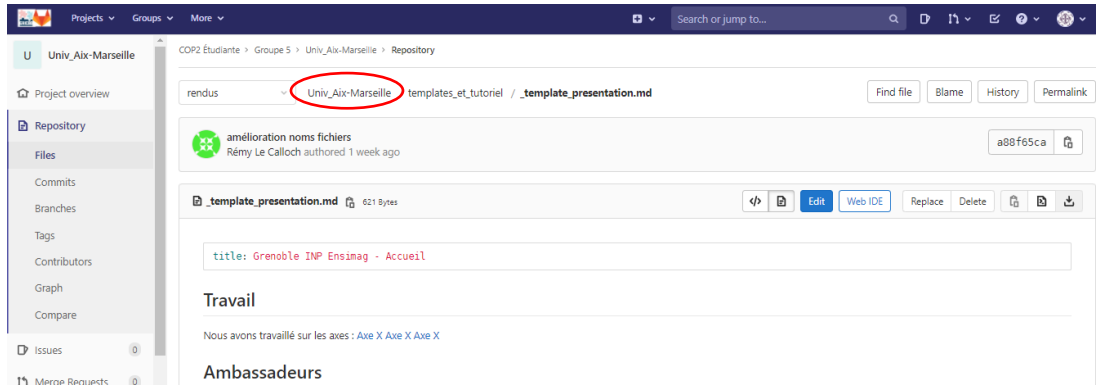 Projects Groups More Search or jump to...
U Univ_Aix-Marseille
Project overview
Repository
Files
Commits
Branches
Tags
Contributors
Graph
Compare
Issues 0
Merge Requests 0
COP2 Étudiante > Groupe 5 > Univ_Aix-Marseille > Repository
rendus Univ_Aix-Marseille templates_et_tutoriel / _template_presentation.md Find file Blame History Permalink
amélioration noms fichiers
Rémy Le Calloch authored 1 week ago
a88f65ca
_template_presentation.md 621 Bytes </> Edit Web IDE Replace Delete
title: Grenoble INP Ensimag - Accueil
Travail
Nous avons travaillé sur les axes : Axe X Axe X Axe X
Ambassadeurs